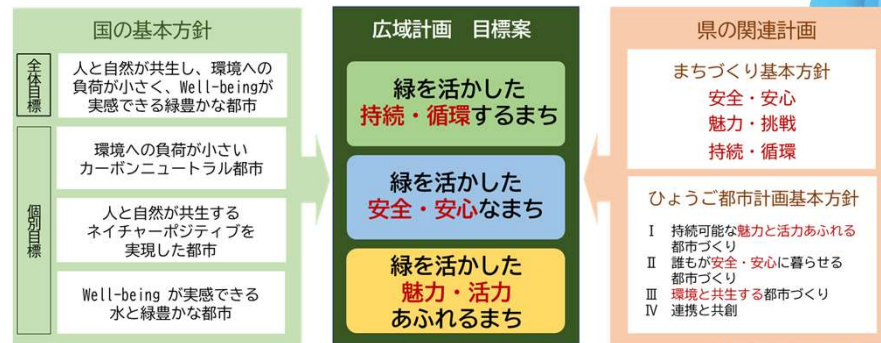 国の基本方針
全体目標
人と自然が共生し、環境への
負荷が小さく、Well-beingが
実感できる緑豊かな都市
個別目標
環境への負荷が小さい
カーボンニュートラル都市
人と自然が共生する
ネイチャーポジティブを
実現した都市
Well-being が実感できる
水と緑豊かな都市
広域計画　目標案
緑を活かした
持続・循環するまち
緑を活かした
安全・安心なまち
緑を活かした
魅力・活力
あふれるまち
県の関連計画
まちづくり基本方針
安全・安心
魅力・挑戦
持続・循環
ひょうご都市計画基本方針
Ⅰ　持続可能な魅力と活力あふれる
都市づくり
Ⅱ　誰もが安全・安心に暮らせる
都市づくり
Ⅲ　環境と共生する都市づくり
Ⅳ　連携と共創